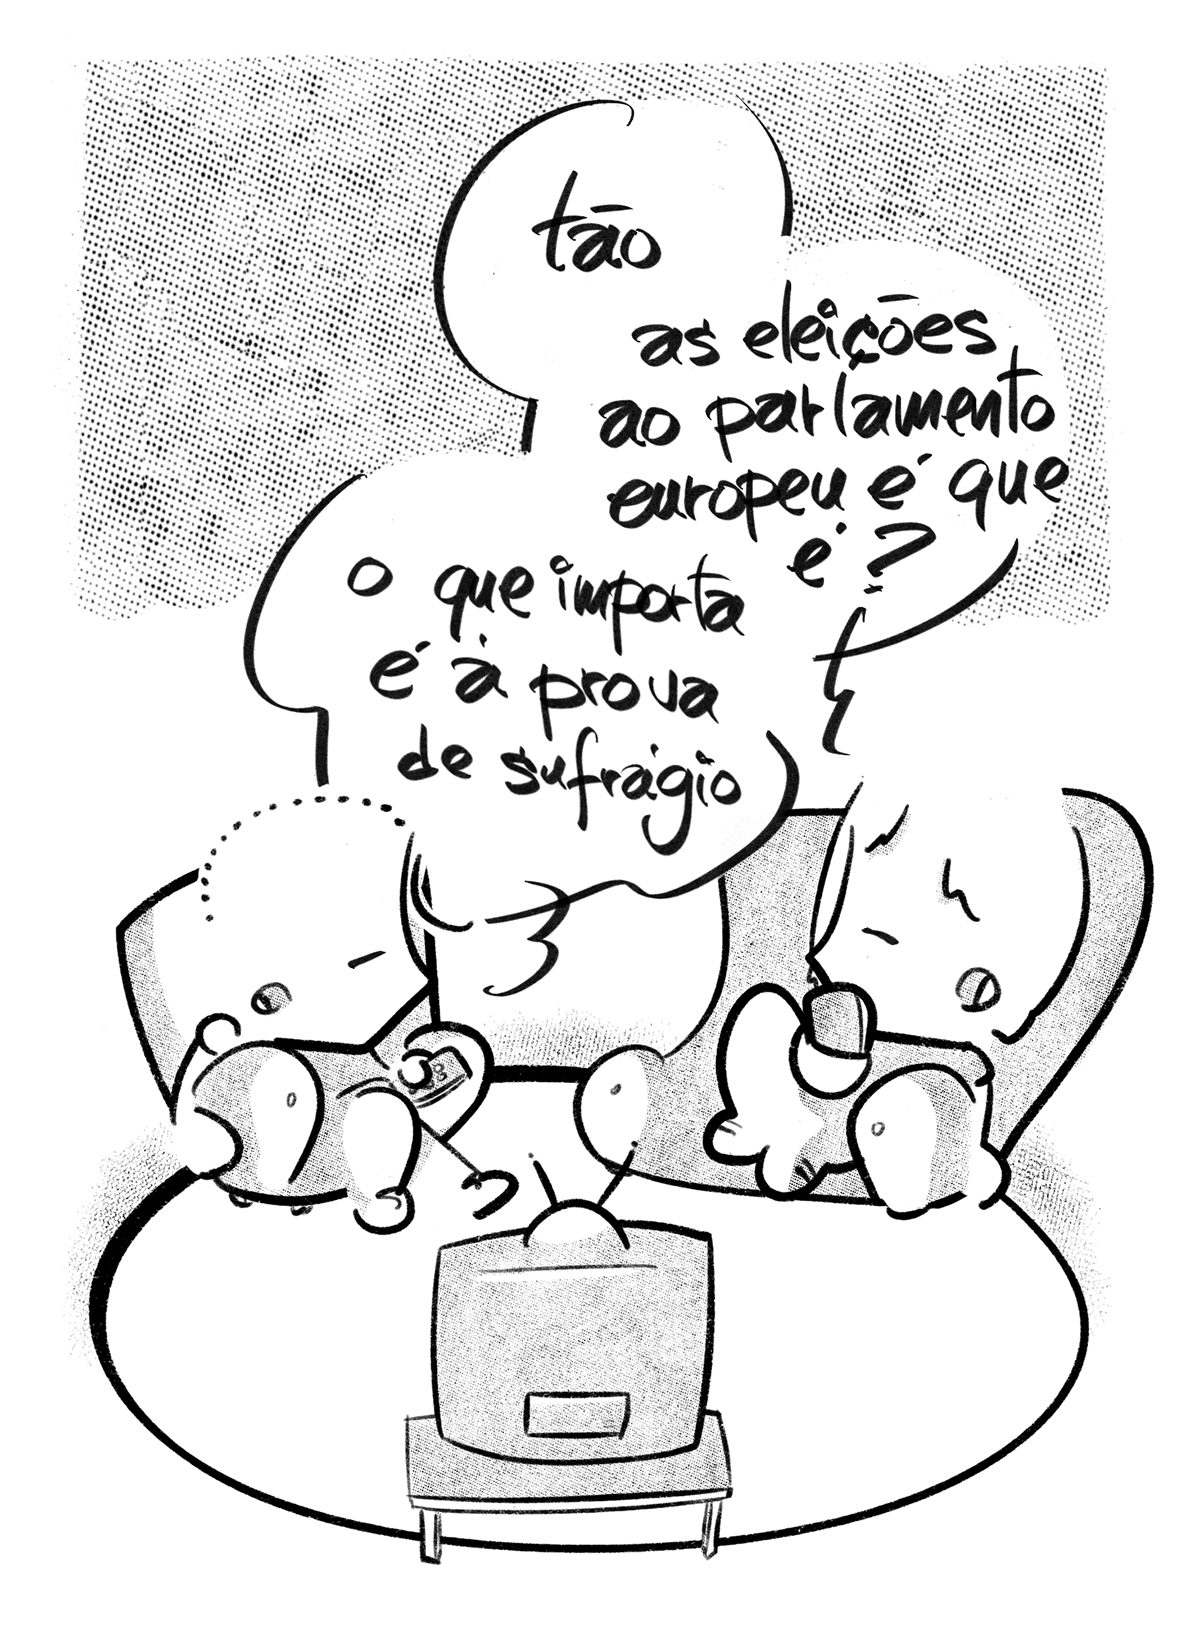 tão
as eleições
ao parlamento
europeu é que
é?
o que importa
é à prova
de sufrágio